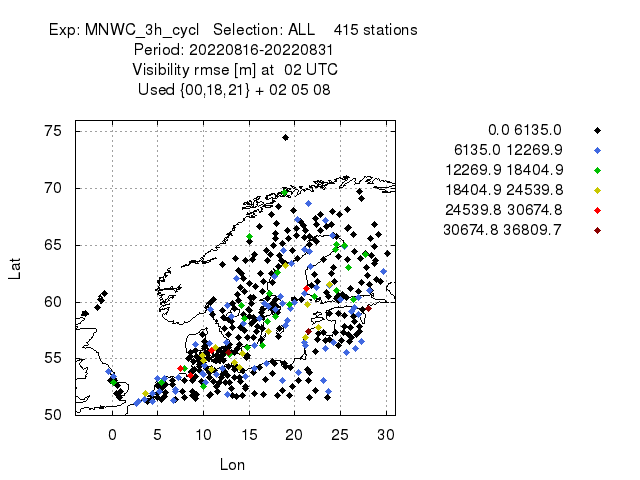 Exp: MNWC_3h_cycl   Selection: ALL    415 stations
Period: 20220816-20220831
Visibility rmse [m] at  02 UTC
Used {00,18,21} + 02 05 08
0.0 6135.0
6135.0 12269.9
12269.9 18404.9
18404.9 24539.8
24539.8 30674.8
30674.8 36809.7
75
70
65
60
55
50
Lat
0 5 10 15 20 25 30
Lon